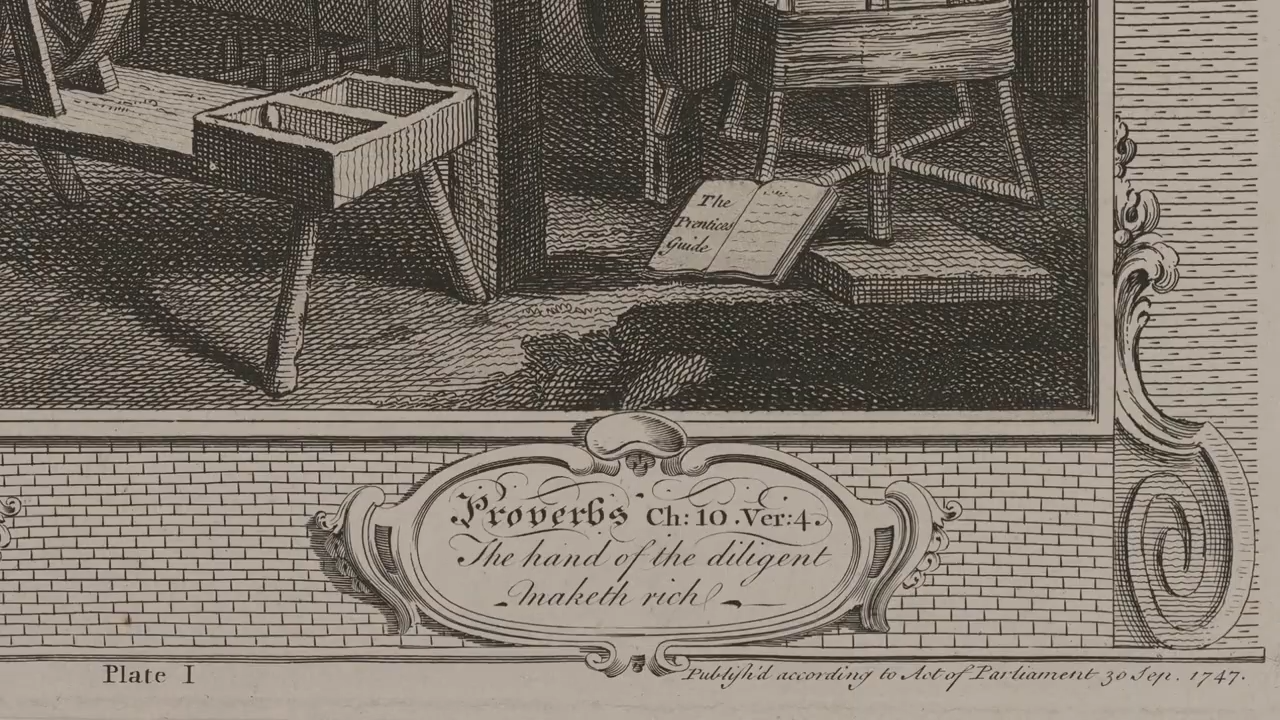 The
Prentices
Guide
Proverbs Ch: 10 . Ver: 4.
The hand of the diligent
maketh rich
Plate I
Publish'd according to Act of Parliament 30 Sep. 1747.